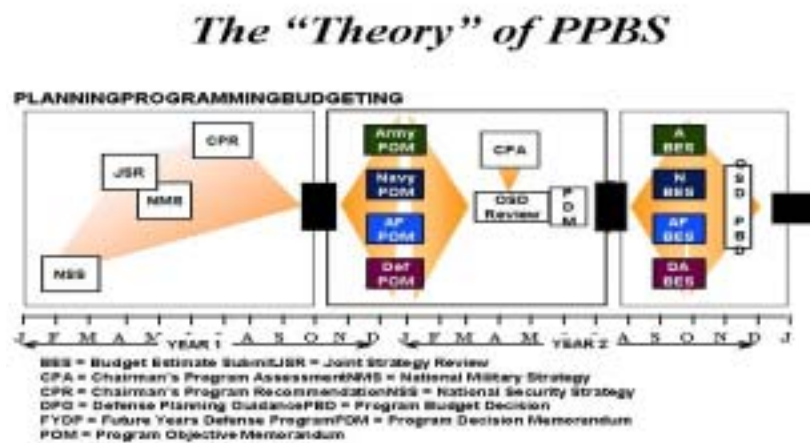 The “Theory” of PPBS
PLANNINGPROGRAMMINGBUDGETING
CPR
JSR
NMS
NSS
Army
POM
Navy
POM
AF
POM
Def
POM
CPA
OSD
Review
P
D
M
A
BES
N
BES
AF
BES
DA
BES
O
S
D
P
B
D
J F M A M J A S O N D J F M A M A S O N D J
YEAR 1
YEAR 2
BES = Budget Estimate SubmitJSR = Joint Strategy Review
CPA = Chairman's Program AssessmentNMS = National Military Strategy
CPR = Chairman's Program RecommendationNSS = National Security Strategy
DPG = Defense Planning GuidancePBD = Program Budget Decision
FYDP = Future Years Defense ProgramPDM = Program Decision Memorandum
POM = Program Objective Memorandum